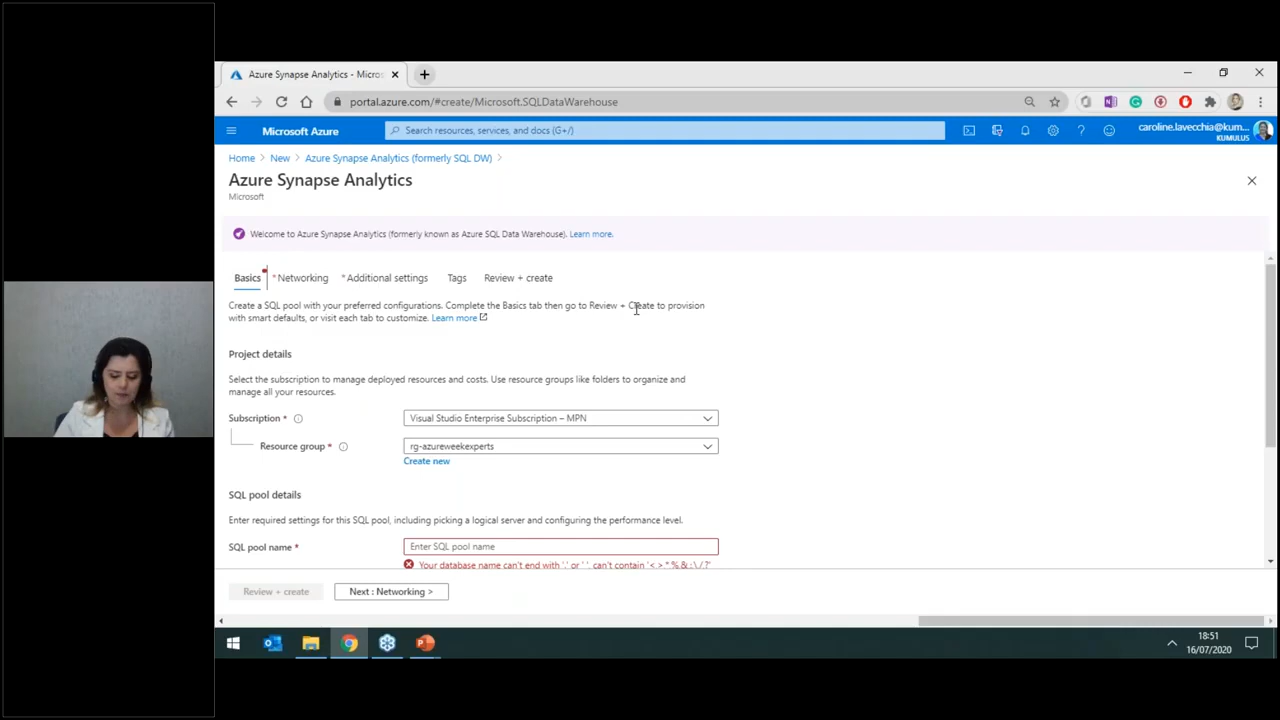 Azure Synapse Analytics - Micros
portal.azure.com/#create/Microsoft.SQLDataWarehouse
Microsoft Azure
Search resources, services, and docs (G+/)
caroline.lavecchia@kum...
KUMULUS
Home > New > Azure Synapse Analytics (formerly SQL DW) >
Azure Synapse Analytics
Microsoft
Welcome to Azure Synapse Analytics (formerly known as Azure SQL Data Warehouse). Learn more.
Basics * Networking * Additional settings Tags Review + create
Create a SQL pool with your preferred configurations. Complete the Basics tab then go to Review + Create to provision
with smart defaults, or visit each tab to customize. Learn more
Project details
Select the subscription to manage deployed resources and costs. Use resource groups like folders to organize and
manage all your resources.
Subscription * Visual Studio Enterprise Subscription – MPN
Resource group * rg-azureweekexperts
Create new
SQL pool details
Enter required settings for this SQL pool, including picking a logical server and configuring the performance level.
SQL pool name * Enter SQL pool name
Your database name can't end with '.' or ' ', can't contain '<,>,*,%,&,:,\,/,?'
Review + create Next : Networking >
18:51
16/07/2020